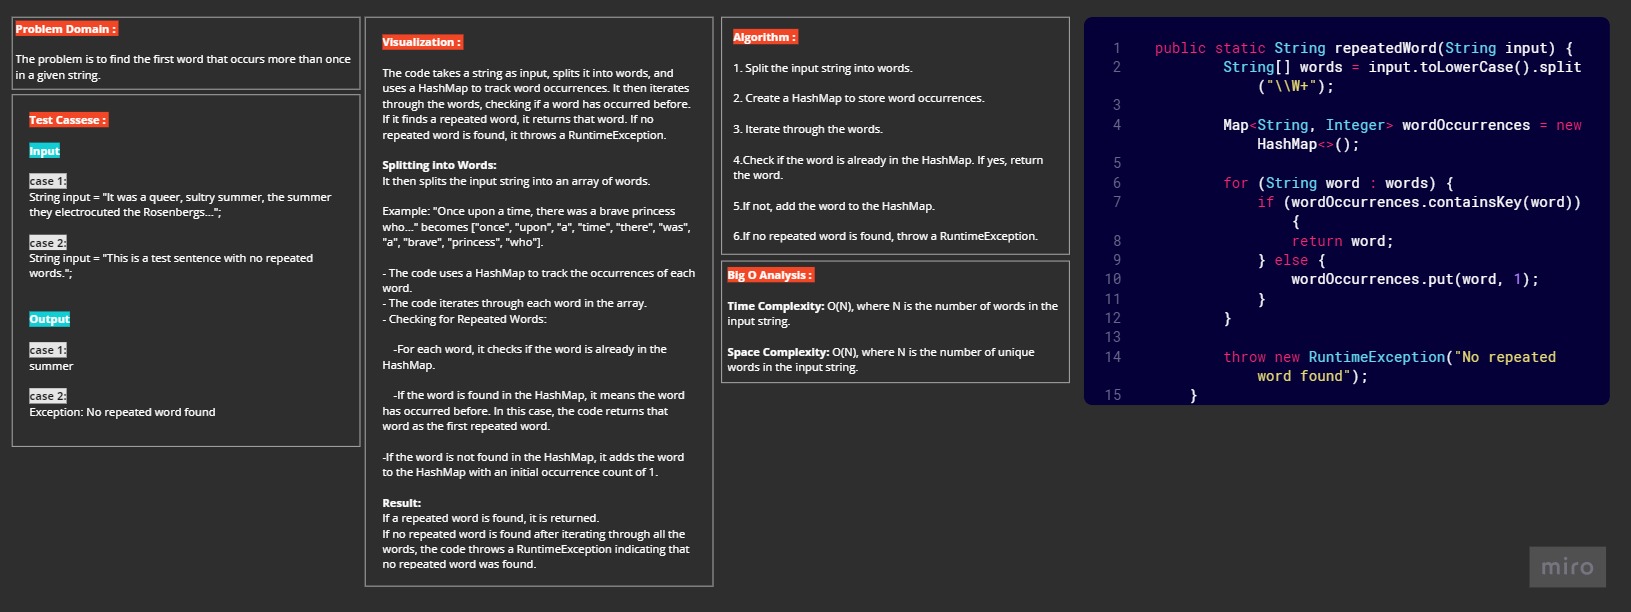 Problem Domain :
The problem is to find the first word that occurs more than once
in a given string.
Test Cassese :
Input
case 1:
String input = "It was a queer, sultry summer, the summer
they electrocuted the Rosenbergs...";
case 2:
String input = "This is a test sentence with no repeated
words.";
Output
case 1:
summer
case 2:
Exception: No repeated word found
Visualization :
The code takes a string as input, splits it into words, and
uses a HashMap to track word occurrences. It then iterates
through the words, checking if a word has occurred before.
If it finds a repeated word, it returns that word. If no
repeated word is found, it throws a RuntimeException.
Splitting into Words:
It then splits the input string into an array of words.
Example: "Once upon a time, there was a brave princess
who..." becomes ["once", "upon", "a", "time", "there", "was",
"a", "brave", "princess", "who"].
- The code uses a HashMap to track the occurrences of each
word.
- The code iterates through each word in the array.
- Checking for Repeated Words:
-For each word, it checks if the word is already in the
HashMap.
-If the word is found in the HashMap, it means the word
has occurred before. In this case, the code returns that
word as the first repeated word.
-If the word is not found in the HashMap, it adds the word
to the HashMap with an initial occurrence count of 1.
Result:
If a repeated word is found, it is returned.
If no repeated word is found after iterating through all the
words, the code throws a RuntimeException indicating that
no repeated word was found.
Algorithm :
1. Split the input string into words.
2. Create a HashMap to store word occurrences.
3. Iterate through the words.
4.Check if the word is already in the HashMap. If yes, return
the word.
5.If not, add the word to the HashMap.
6.If no repeated word is found, throw a RuntimeException.
Big O Analysis :
Time Complexity: O(N), where N is the number of words in the
input string.
Space Complexity: O(N), where N is the number of unique
words in the input string.
1 public static String repeatedWord(String input) {
2 String[] words = input.toLowerCase().split
("\\W+");
3
4 Map<String, Integer> wordOccurrences = new
HashMap<>();
5
6 for (String word : words) {
7 if (wordOccurrences.containsKey(word))
{
8 return word;
9 } else {
10 wordOccurrences.put(word, 1);
11 }
12 }
13
14 throw new RuntimeException("No repeated
word found");
15 }
miro